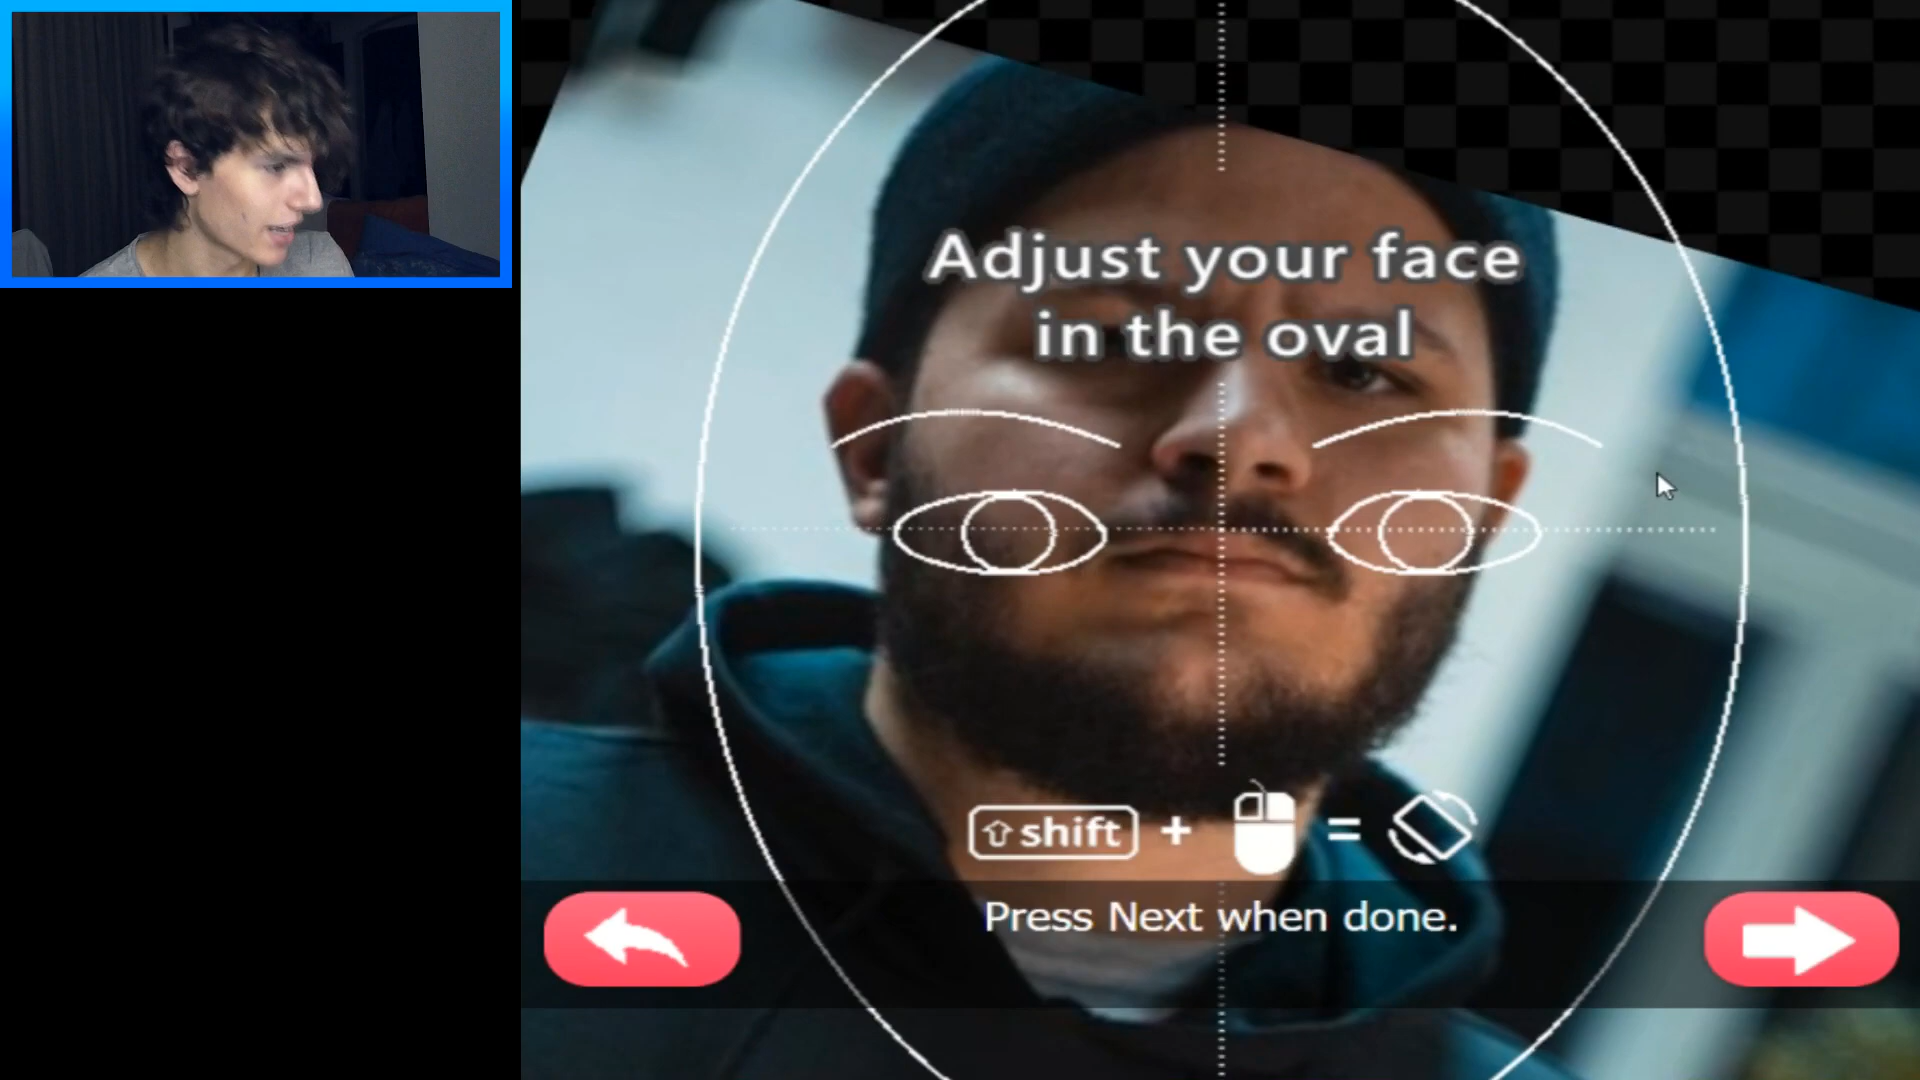 Adjust your face
in the oval
shift + =
Press Next when done.